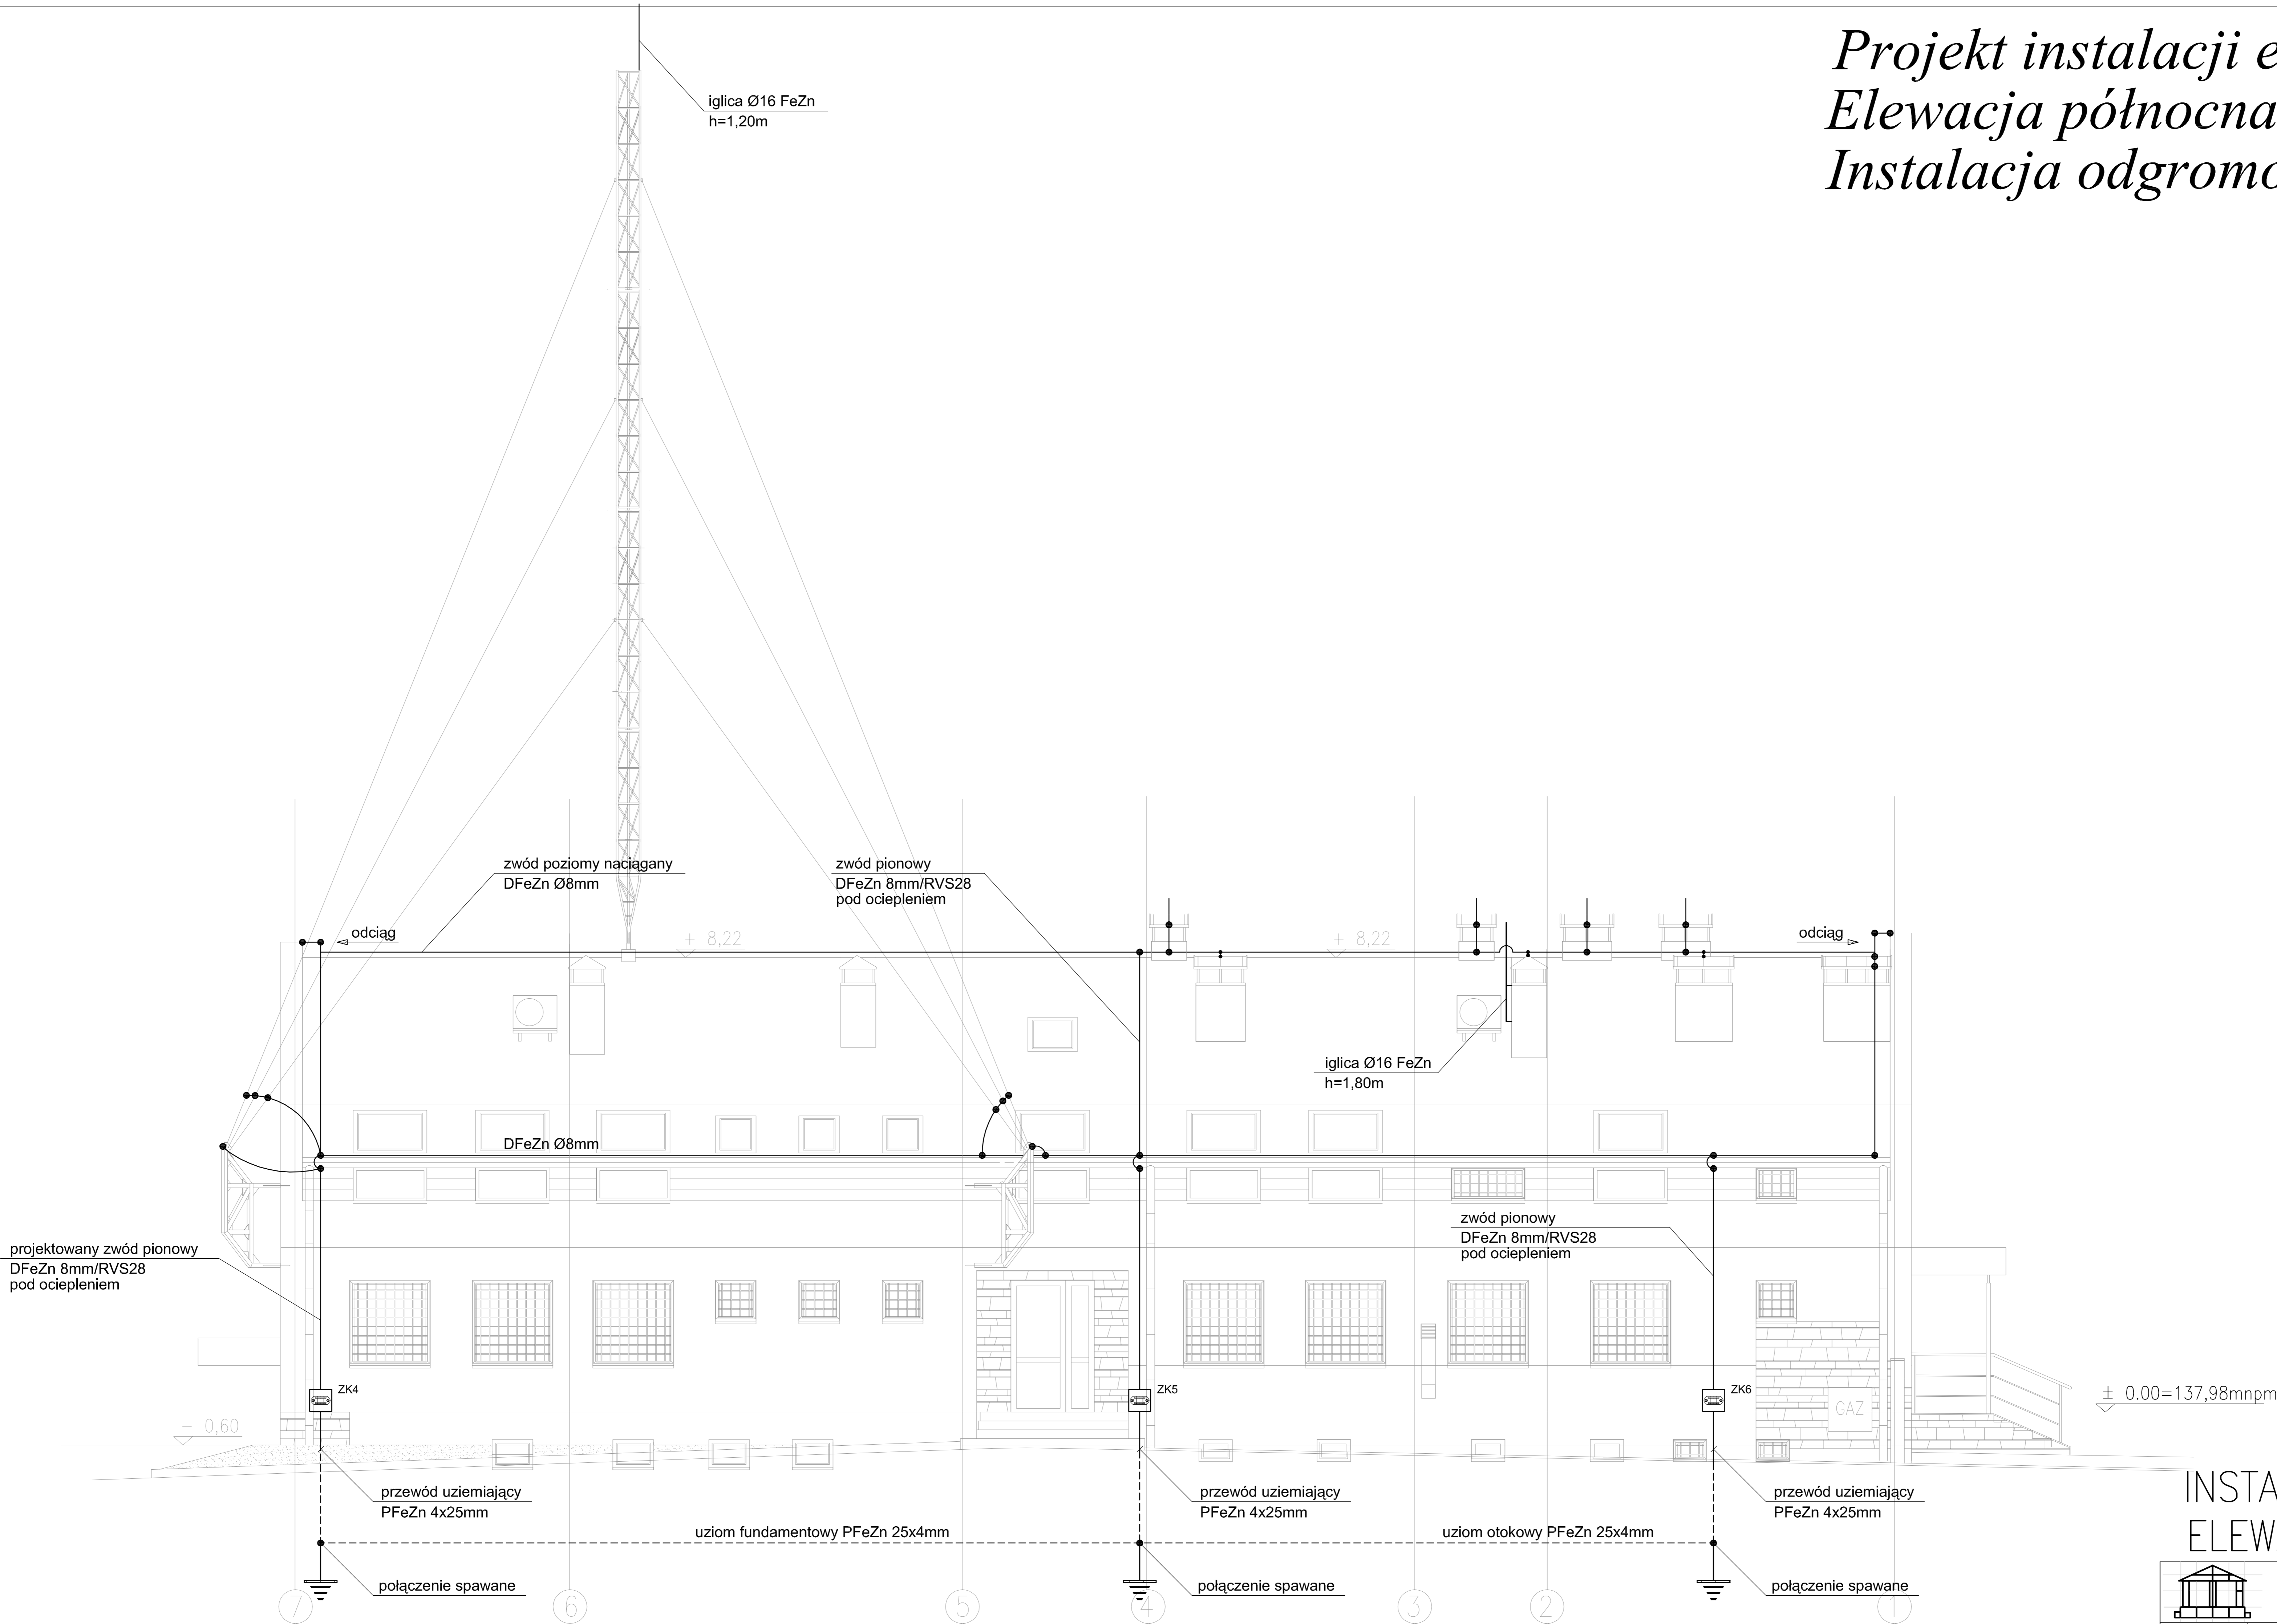 Projekt instalacji e
Elewacja północna
Instalacja odgromo
iglica Ø16 FeZn
h=1,20m
zwód poziomy naciągany
DFeZn Ø8mm
zwód pionowy
DFeZn 8mm/RVS28
pod ociepleniem
odciąg
+ 8,22
+ 8,22
odciąg
iglica Ø16 FeZn
h=1,80m
DFeZn Ø8mm
projektowany zwód pionowy
DFeZn 8mm/RVS28
pod ociepleniem
zwód pionowy
DFeZn 8mm/RVS28
pod ociepleniem
ZK4
ZK5
ZK6
± 0.00=137,98mnpm
GAZ
- 0,60
przewód uziemiający
PFeZn 4x25mm
przewód uziemiający
PFeZn 4x25mm
przewód uziemiający
PFeZn 4x25mm
uziom fundamentowy PFeZn 25x4mm
uziom otokowy PFeZn 25x4mm
połączenie spawane
połączenie spawane
połączenie spawane
INSTA
ELEW
7
6
5
4
3
2
1